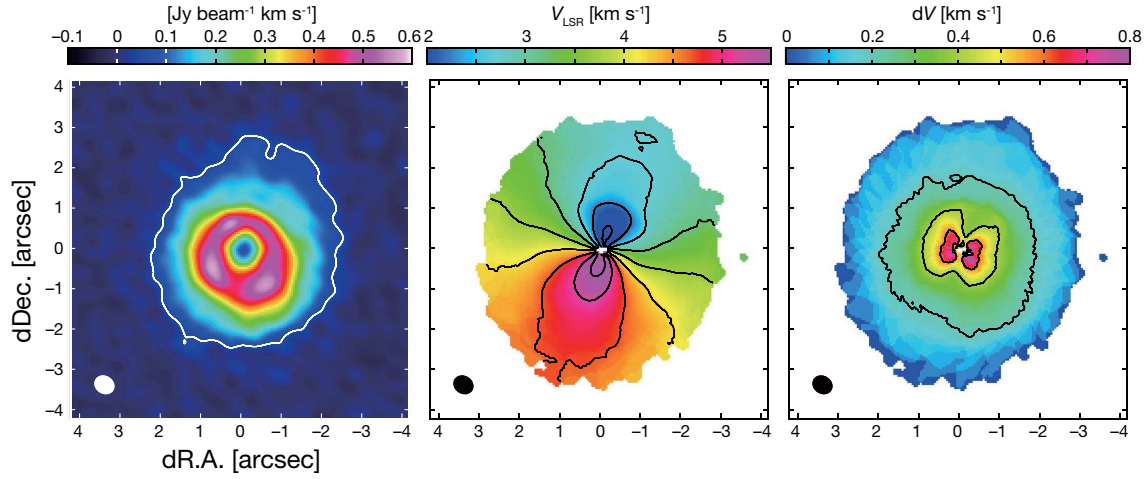 [Jy beam⁻¹ km s⁻¹]
−0.1 0 0.1 0.2 0.3 0.4 0.5 0.6
V_LSR [km s⁻¹]
2 3 4 5
dV [km s⁻¹]
0 0.2 0.4 0.6 0.8
dDec. [arcsec]
4
3
2
1
0
−1
−2
−3
−4
4 3 2 1 0 −1 −2 −3 −4
4 3 2 1 0 −1 −2 −3 −4
4 3 2 1 0 −1 −2 −3 −4
dR.A. [arcsec]